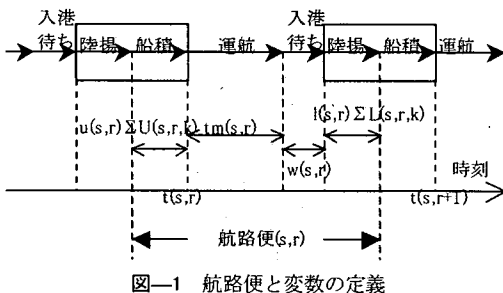 入港 入港
待ち 陸揚 船積 運航 待ち 陸揚 船積 運航
u(s,r)ΣU(s,r,k) tm(s,r) l(s,r)ΣL(s,r,k)
w(s,r)
時刻
t(s,r) t(s,r+1)
航路便(s,r)
図―1 航路便と変数の定義